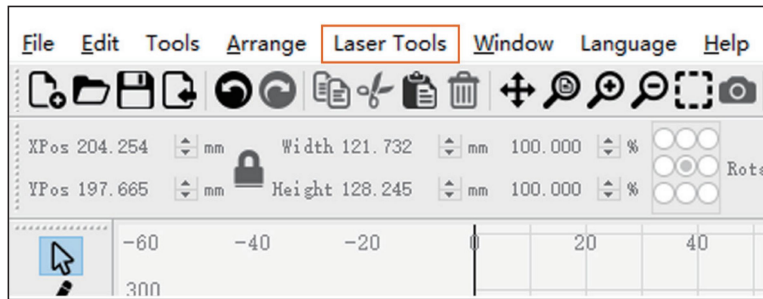 File Edit Tools Arrange Laser Tools Window Language Help
XPos 204.254 mm Width 121.732 mm 100.000 %
YPos 197.665 mm Height 128.245 mm 100.000 %
Rota
-60 -40 -20 0 20 40
300